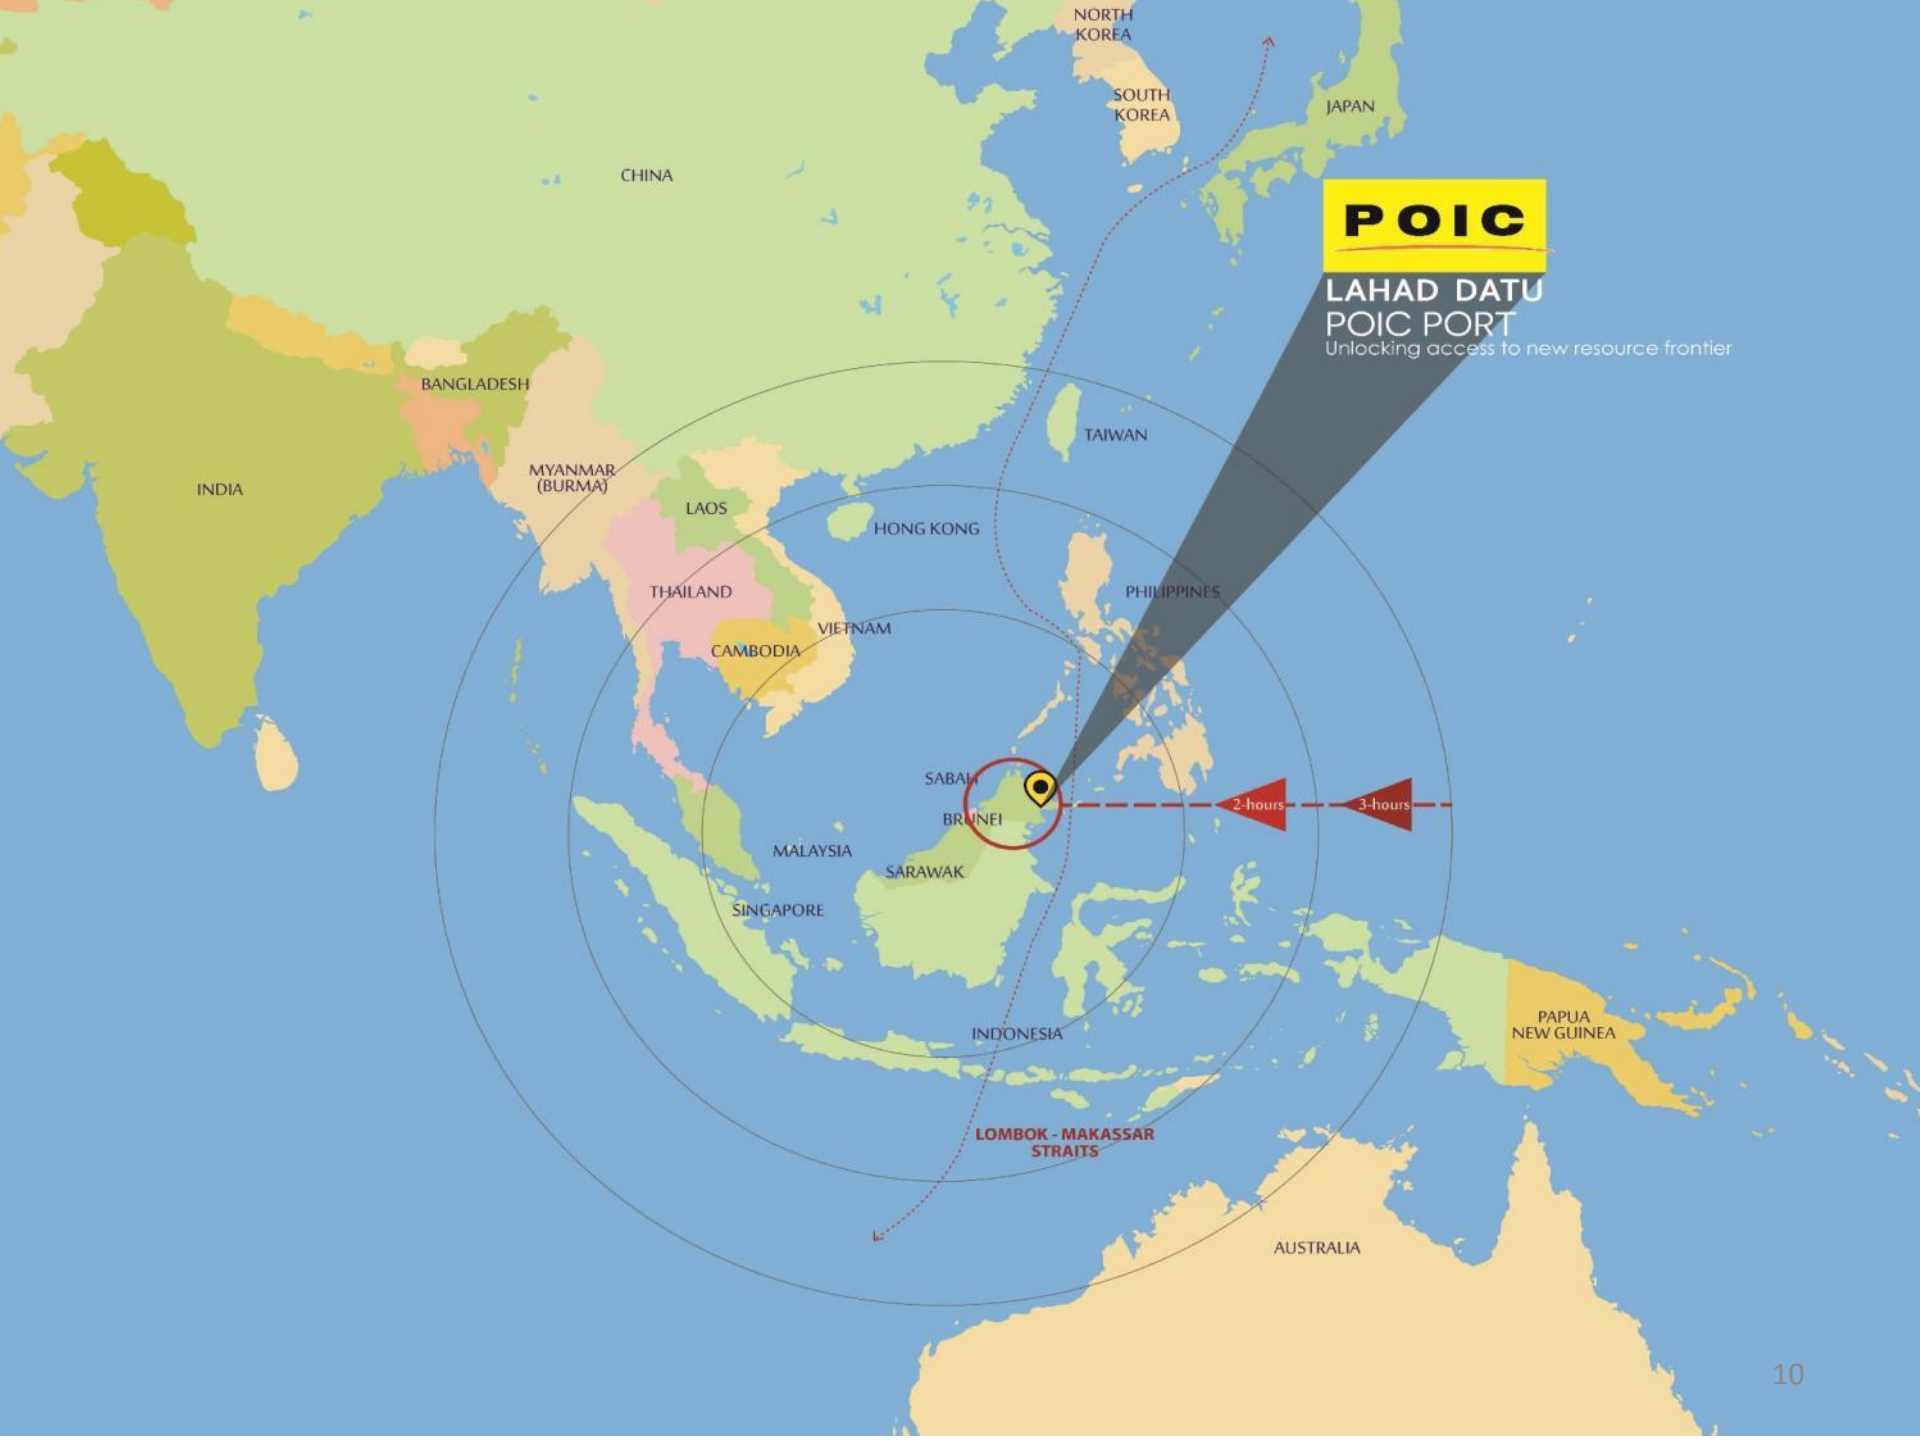 NORTH
KOREA
SOUTH
KOREA
JAPAN
CHINA
POIC
LAHAD DATU
POIC PORT
Unlocking access to new resource frontier
BANGLADESH
TAIWAN
MYANMAR
(BURMA)
INDIA
LAOS
HONG KONG
THAILAND
PHILIPPINES
VIETNAM
CAMBODIA
SABAH
2-hours
3-hours
BRUNEI
MALAYSIA
SARAWAK
SINGAPORE
INDONESIA
PAPUA
NEW GUINEA
LOMBOK - MAKASSAR
STRAITS
AUSTRALIA
10